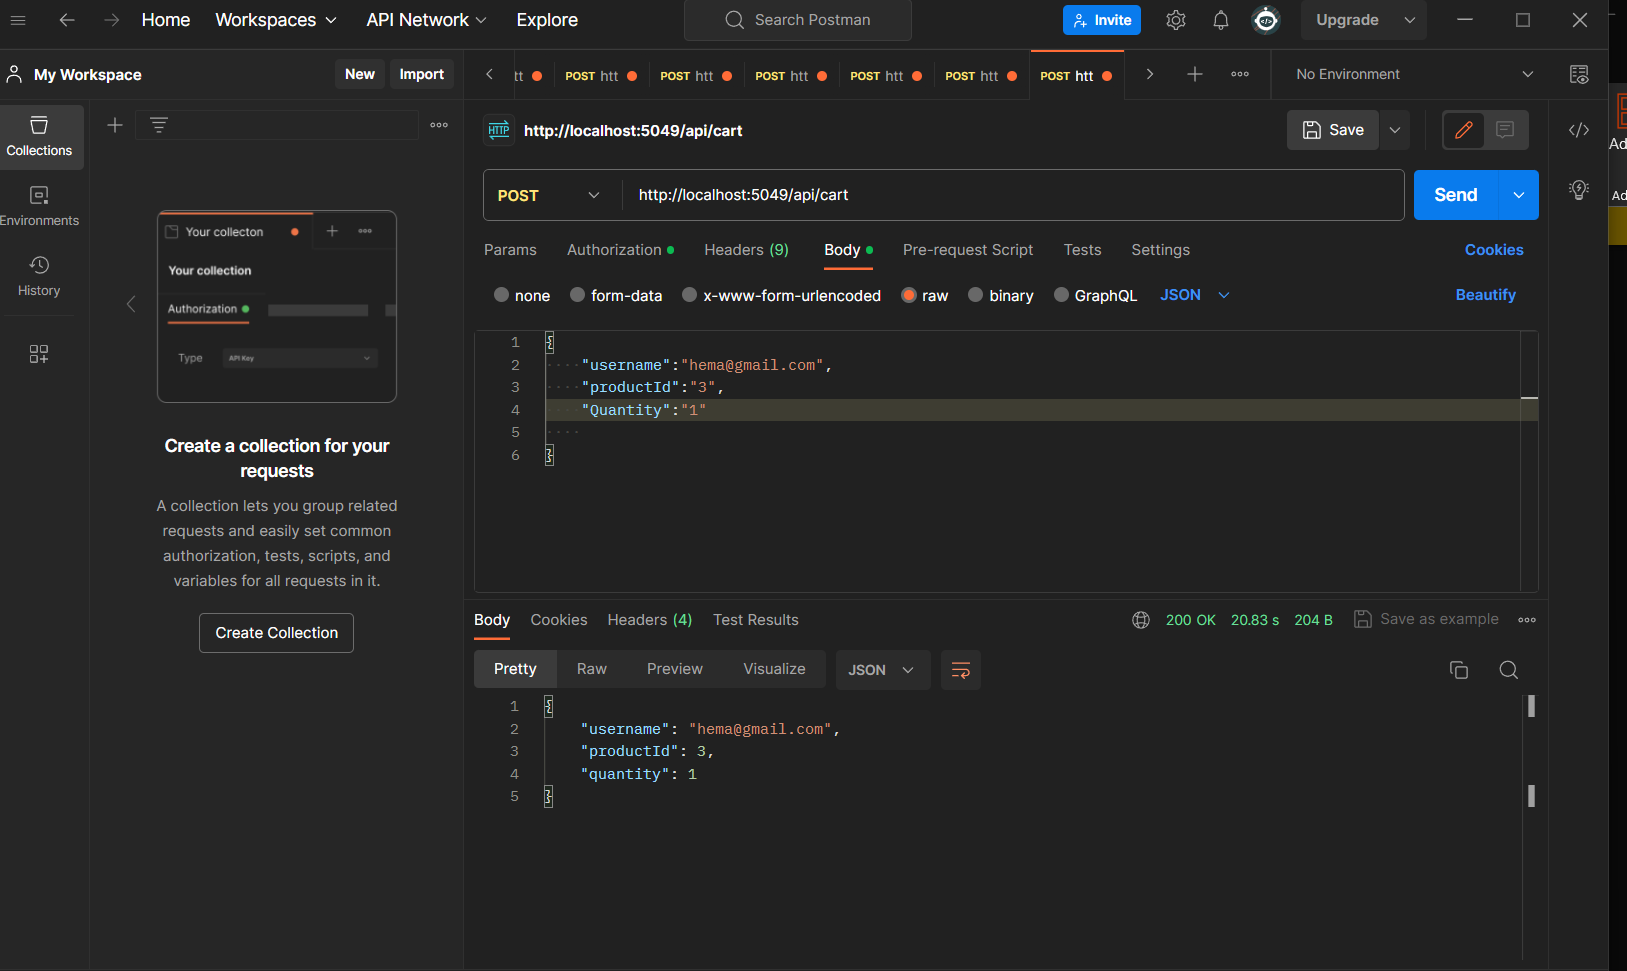 Home Workspaces API Network Explore Search Postman Invite Upgrade
My Workspace New Import
tt POST htt POST htt POST htt POST htt POST htt POST htt No Environment
Collections
Environments
History
Your collecton
Your collection
Authorization
Type API Key
Create a collection for your
requests
A collection lets you group related
requests and easily set common
authorization, tests, scripts, and
variables for all requests in it.
Create Collection
HTTP http://localhost:5049/api/cart Save
POST http://localhost:5049/api/cart Send
Params Authorization Headers (9) Body Pre-request Script Tests Settings Cookies
none form-data x-www-form-urlencoded raw binary GraphQL JSON Beautify
1 {
2 "username":"hema@gmail.com",
3 "productId":"3",
4 "Quantity":"1"
5
6 }
Body Cookies Headers (4) Test Results 200 OK 20.83 s 204 B Save as example
Pretty Raw Preview Visualize JSON
1 {
2 "username": "hema@gmail.com",
3 "productId": 3,
4 "quantity": 1
5 }
Ad
Ad